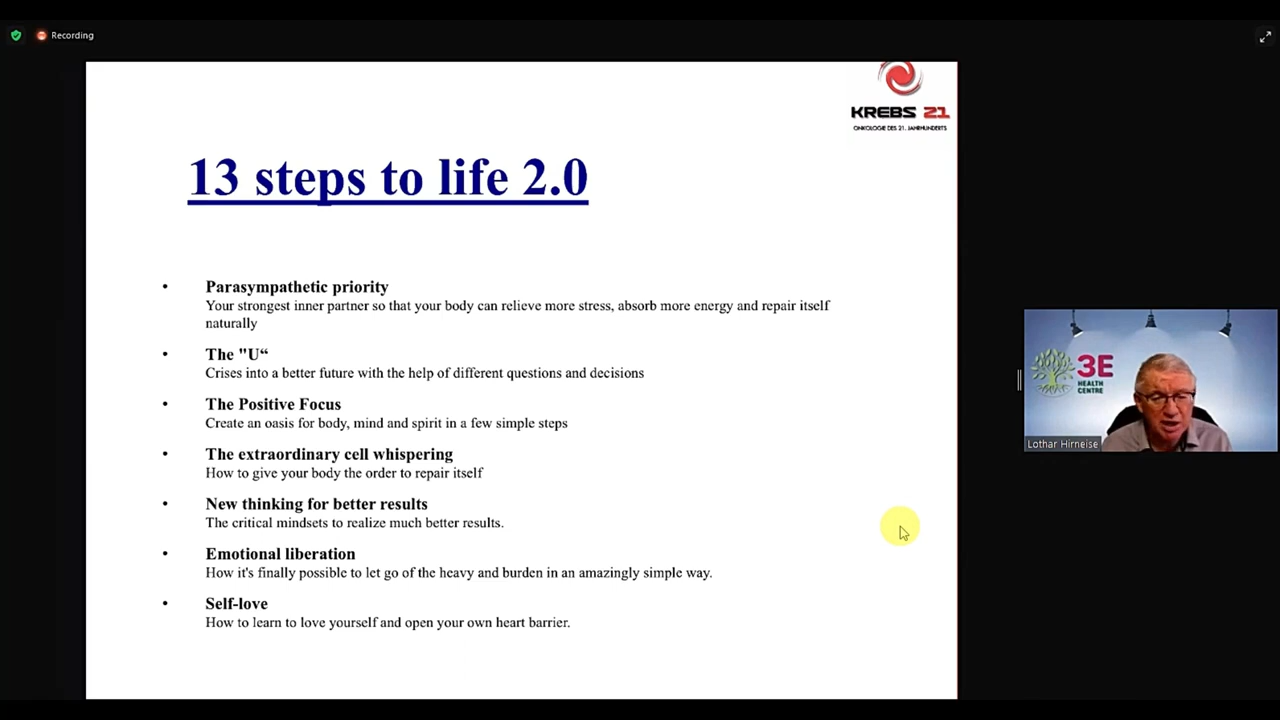 Recording
KREBS 21
ONKOLOGIE DES 21. JAHRHUNDERTS
13 steps to life 2.0
• Parasympathetic priority
Your strongest inner partner so that your body can relieve more stress, absorb more energy and repair itself
naturally
• The "U“
Crises into a better future with the help of different questions and decisions
• The Positive Focus
Create an oasis for body, mind and spirit in a few simple steps
• The extraordinary cell whispering
How to give your body the order to repair itself
• New thinking for better results
The critical mindsets to realize much better results.
• Emotional liberation
How it's finally possible to let go of the heavy and burden in an amazingly simple way.
• Self-love
How to learn to love yourself and open your own heart barrier.
3E
HEALTH
CENTRE
Lothar Hirneise